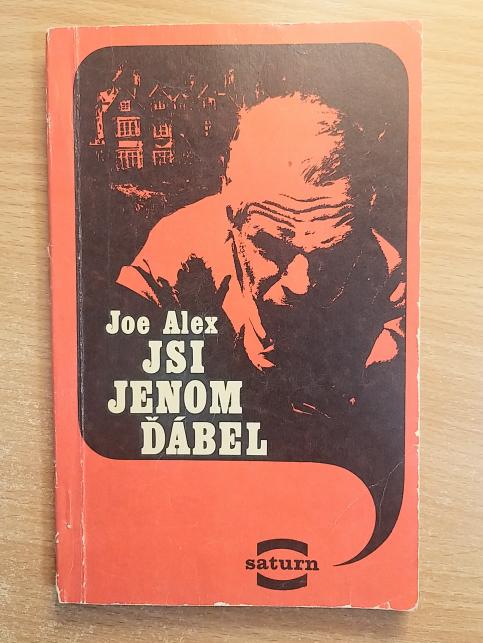 Joe Alex
JSI
JENOM
ĎÁBEL
saturn